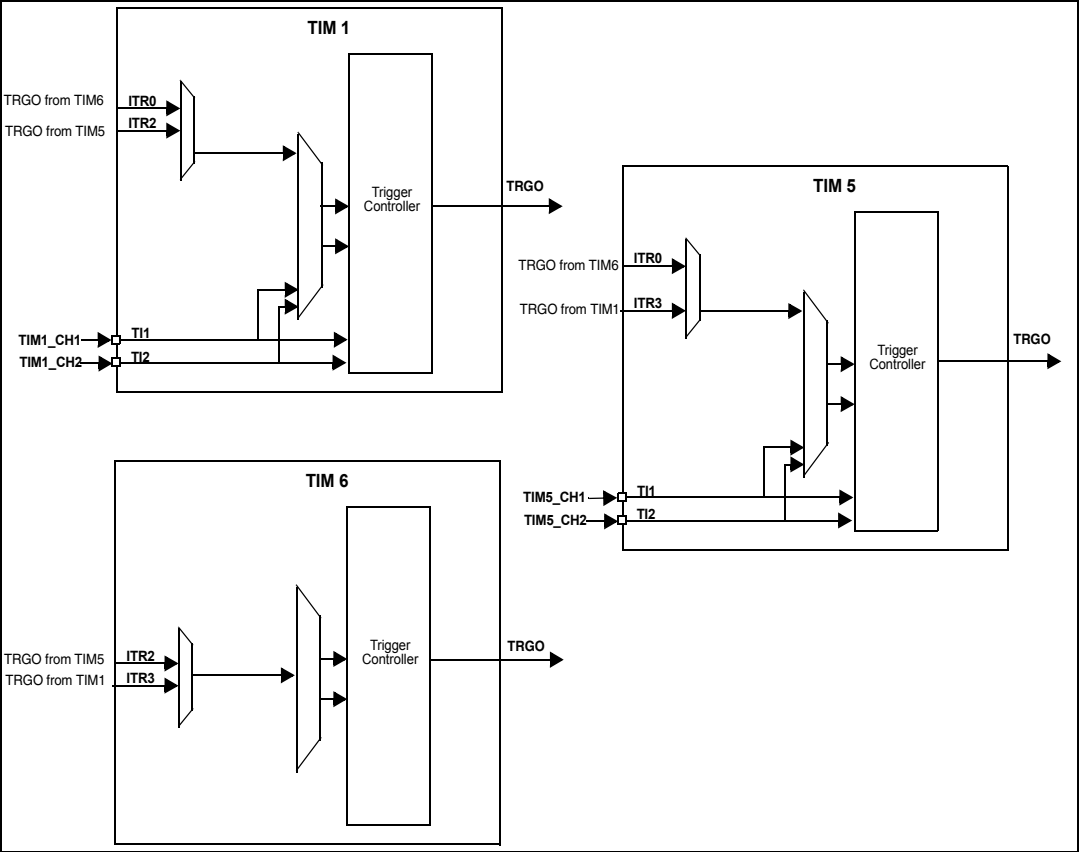 TIM 1
TRGO from TIM6
ITR0
TRGO from TIM5
ITR2
Trigger
Controller
TRGO
TIM1_CH1
TI1
TIM1_CH2
TI2
TIM 5
TRGO from TIM6
ITR0
TRGO from TIM1
ITR3
Trigger
Controller
TRGO
TIM5_CH1
TI1
TIM5_CH2
TI2
TIM 6
TRGO from TIM5
ITR2
TRGO from TIM1
ITR3
Trigger
Controller
TRGO